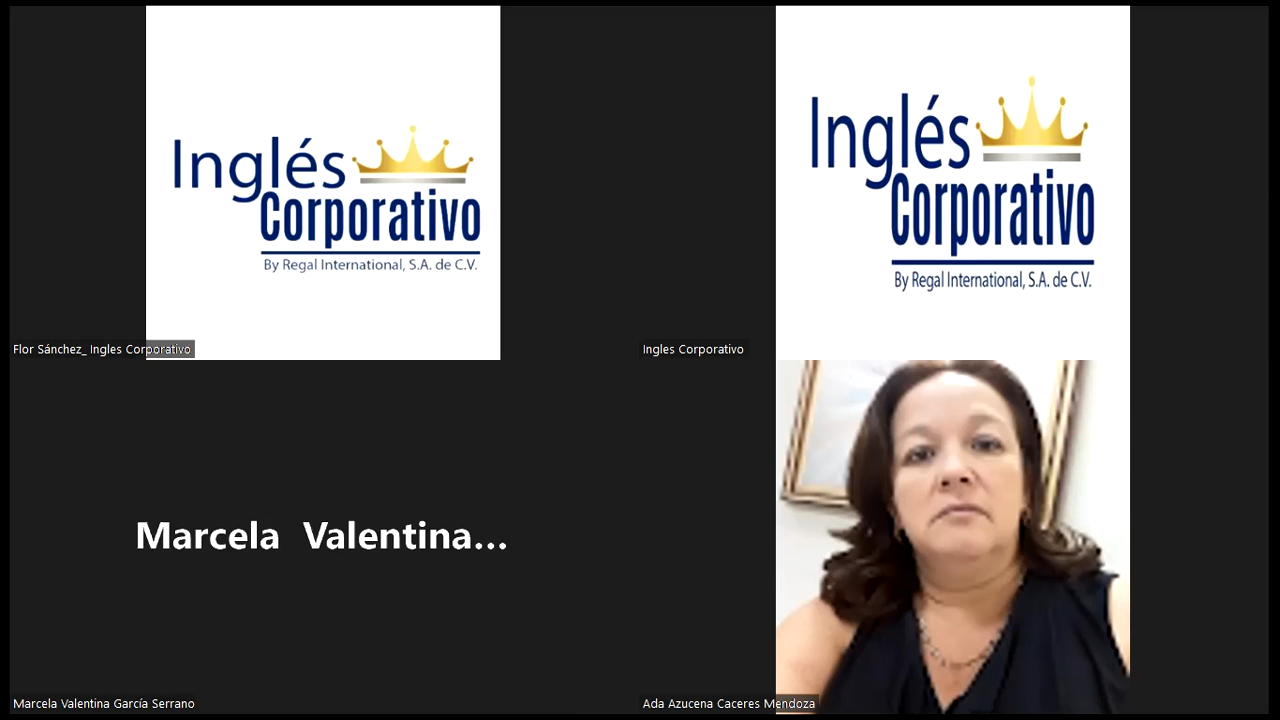 Inglés
Corporativo
By Regal International, S.A. de C.V.
Flor Sánchez_ Ingles Corporativo
Inglés
Corporativo
By Regal International, S.A. de C.V.
Ingles Corporativo
Marcela Valentina...
Marcela Valentina García Serrano
Ada Azucena Caceres Mendoza